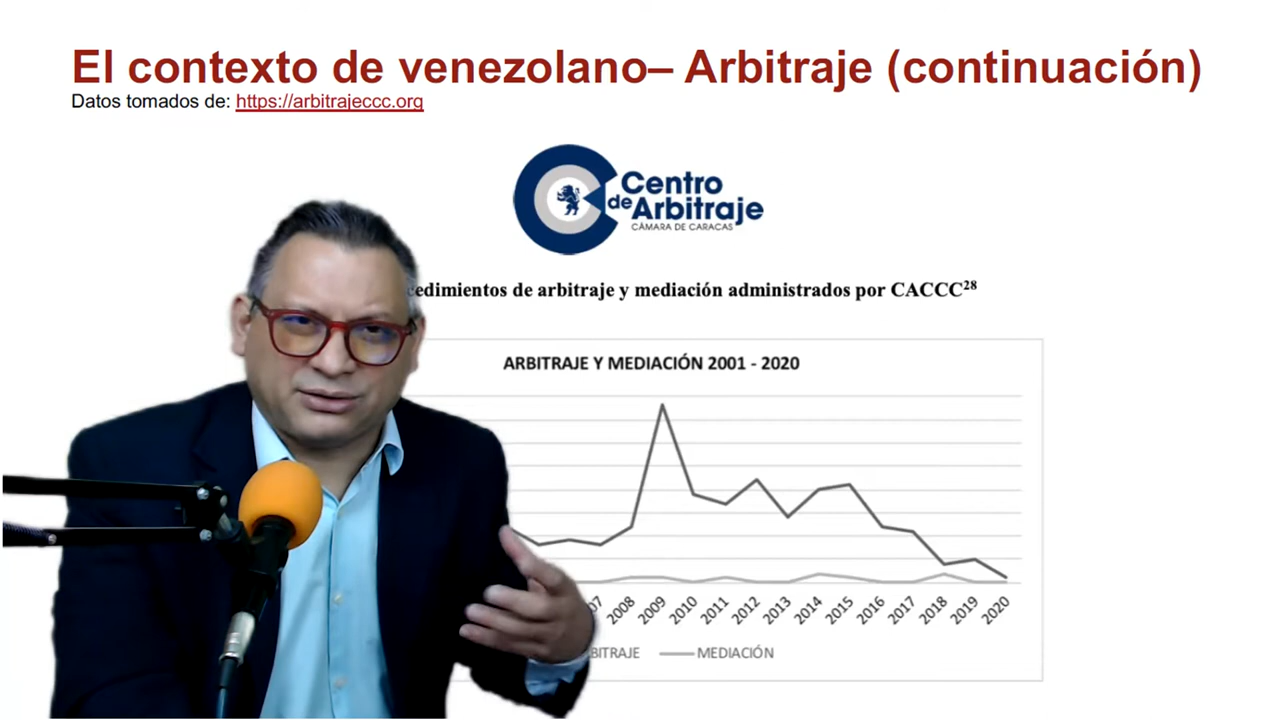 El contexto de venezolano– Arbitraje (continuación)
Datos tomados de: https://arbitrajeccc.org
Centro
de Arbitraje
CÁMARA DE CARACAS
de arbitraje y mediación administrados por CACCC28
ARBITRAJE Y MEDIACIÓN 2001 - 2020
2008 2009 2010 2011 2012 2013 2014 2015 2016 2017 2018 2019 2020
MEDIACIÓN